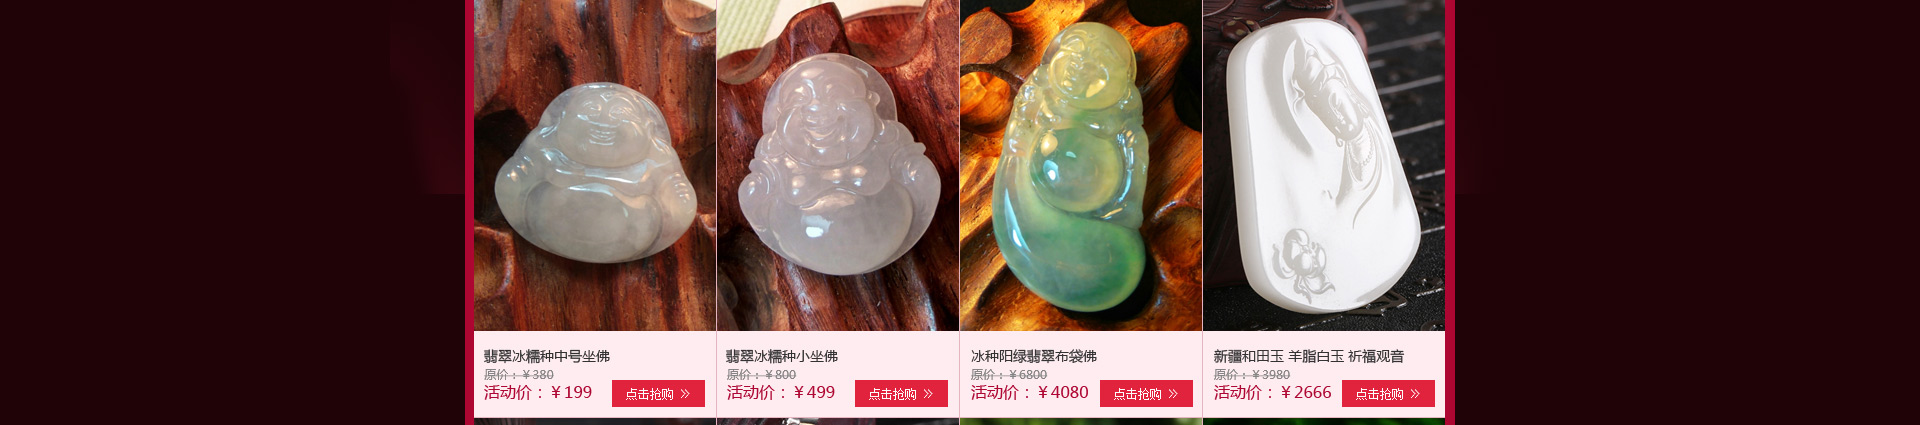 翡翠冰糯种中号坐佛
原价：￥380
活动价：￥199
点击抢购 »
翡翠冰糯种小坐佛
原价：￥800
活动价：￥499
点击抢购 »
冰种阳绿翡翠布袋佛
原价：￥6800
活动价：￥4080
点击抢购 »
新疆和田玉 羊脂白玉 祈福观音
原价：￥3980
活动价：￥2666
点击抢购 »